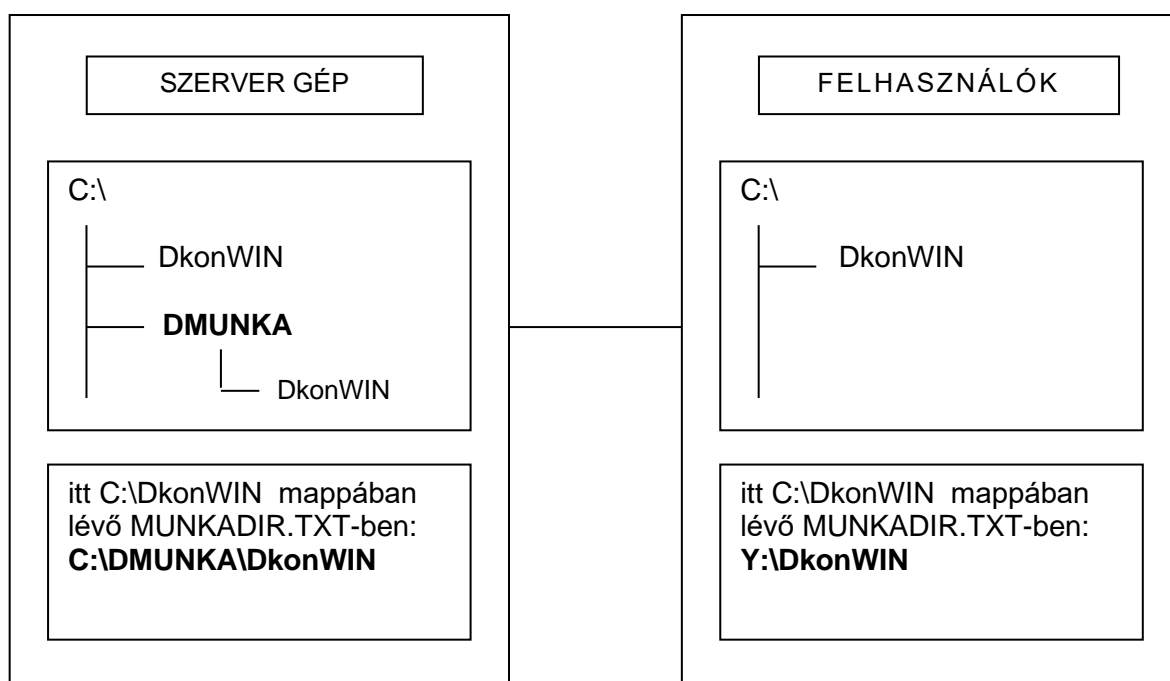 SZERVER GÉP
C:\
DkonWIN
DMUNKA
DkonWIN
itt C:\DkonWIN mappában
lévő MUNKADIR.TXT-ben:
C:\DMUNKA\DkonWIN
FELHASZNÁLÓK
C:\
DkonWIN
itt C:\DkonWIN mappában
lévő MUNKADIR.TXT-ben:
Y:\DkonWIN